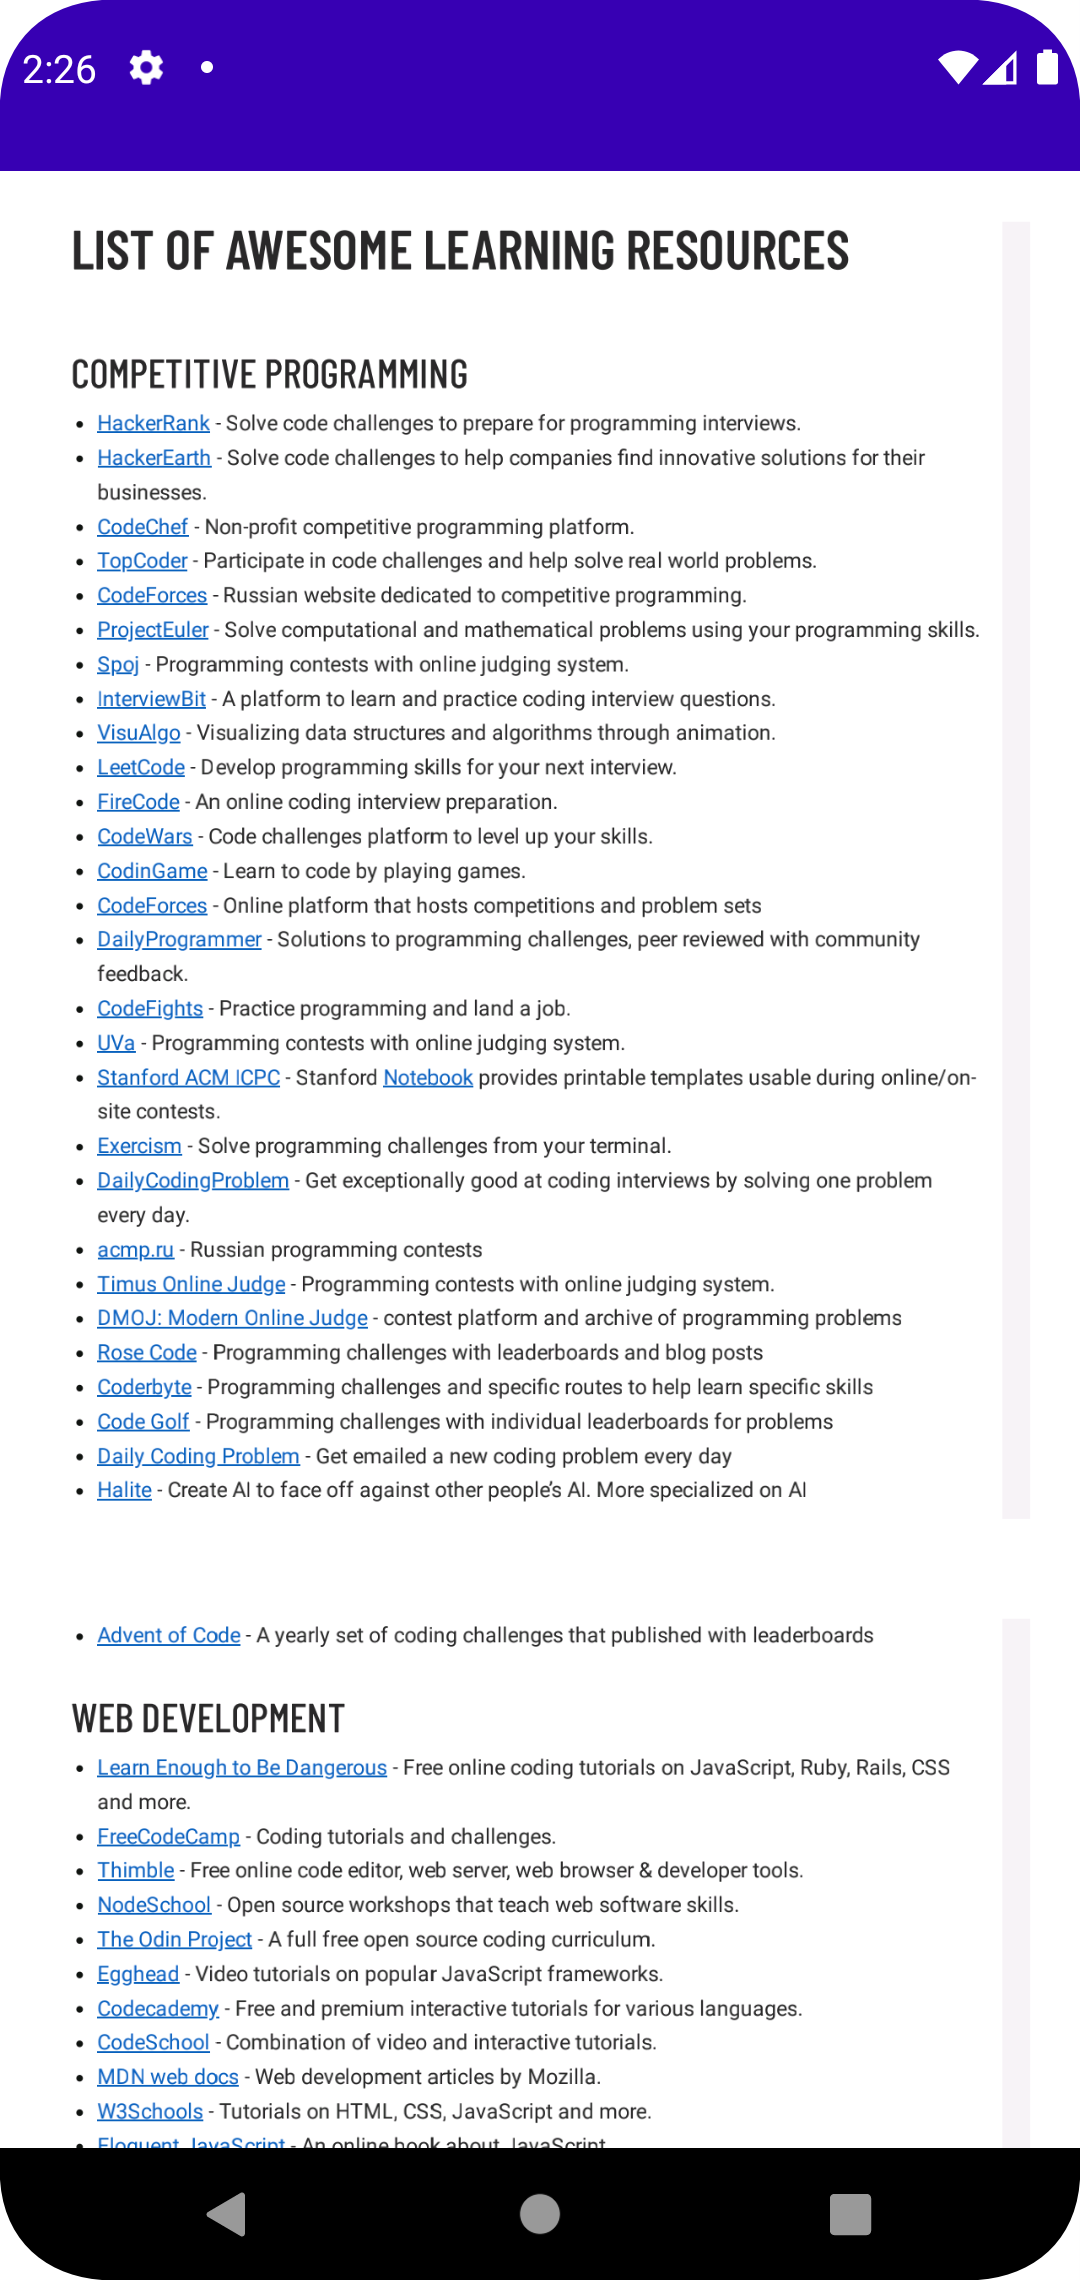 2:26
LIST OF AWESOME LEARNING RESOURCES
COMPETITIVE PROGRAMMING
• HackerRank - Solve code challenges to prepare for programming interviews.
• HackerEarth - Solve code challenges to help companies find innovative solutions for their
businesses.
• CodeChef - Non-profit competitive programming platform.
• TopCoder - Participate in code challenges and help solve real world problems.
• CodeForces - Russian website dedicated to competitive programming.
• ProjectEuler - Solve computational and mathematical problems using your programming skills.
• Spoj - Programming contests with online judging system.
• InterviewBit - A platform to learn and practice coding interview questions.
• VisuAlgo - Visualizing data structures and algorithms through animation.
• LeetCode - Develop programming skills for your next interview.
• FireCode - An online coding interview preparation.
• CodeWars - Code challenges platform to level up your skills.
• CodinGame - Learn to code by playing games.
• CodeForces - Online platform that hosts competitions and problem sets
• DailyProgrammer - Solutions to programming challenges, peer reviewed with community
feedback.
• CodeFights - Practice programming and land a job.
• UVa - Programming contests with online judging system.
• Stanford ACM ICPC - Stanford Notebook provides printable templates usable during online/on-
site contests.
• Exercism - Solve programming challenges from your terminal.
• DailyCodingProblem - Get exceptionally good at coding interviews by solving one problem
every day.
• acmp.ru - Russian programming contests
• Timus Online Judge - Programming contests with online judging system.
• DMOJ: Modern Online Judge - contest platform and archive of programming problems
• Rose Code - Programming challenges with leaderboards and blog posts
• Coderbyte - Programming challenges and specific routes to help learn specific skills
• Code Golf - Programming challenges with individual leaderboards for problems
• Daily Coding Problem - Get emailed a new coding problem every day
• Halite - Create AI to face off against other people’s AI. More specialized on AI
• Advent of Code - A yearly set of coding challenges that published with leaderboards
WEB DEVELOPMENT
• Learn Enough to Be Dangerous - Free online coding tutorials on JavaScript, Ruby, Rails, CSS
and more.
• FreeCodeCamp - Coding tutorials and challenges.
• Thimble - Free online code editor, web server, web browser & developer tools.
• NodeSchool - Open source workshops that teach web software skills.
• The Odin Project - A full free open source coding curriculum.
• Egghead - Video tutorials on popular JavaScript frameworks.
• Codecademy - Free and premium interactive tutorials for various languages.
• CodeSchool - Combination of video and interactive tutorials.
• MDN web docs - Web development articles by Mozilla.
• W3Schools - Tutorials on HTML, CSS, JavaScript and more.
• Eloquent JavaScript - An online book about JavaScript